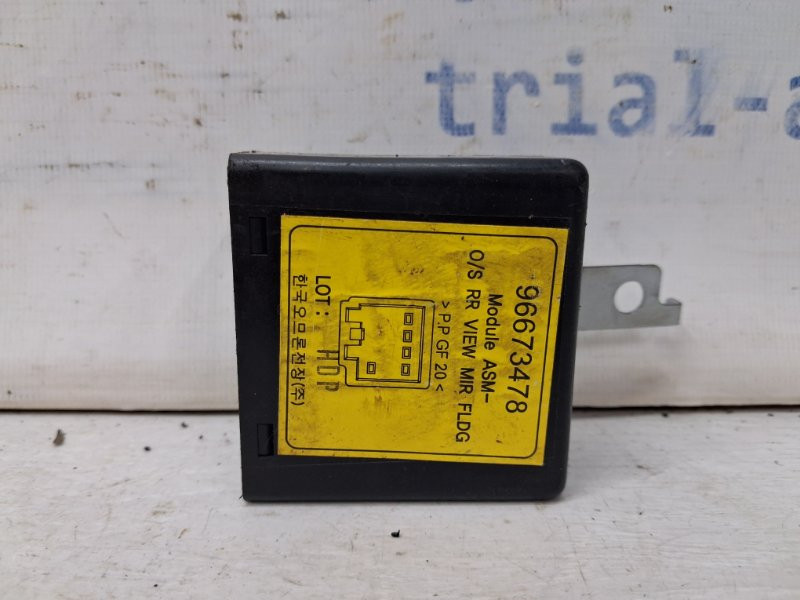 trial-a
96673478
Module ASM-
O/S RR VIEW MIR FLDG
>P,P GF 20<
LOT: HDP
한국오므론전장(주)